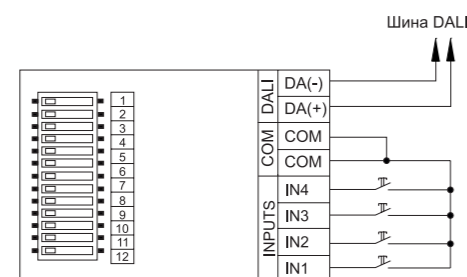 Шина DALI
DALI
DA(-)
DA(+)
COM
COM
COM
INPUTS
IN4
IN3
IN2
IN1
1
2
3
4
5
6
7
8
9
10
11
12